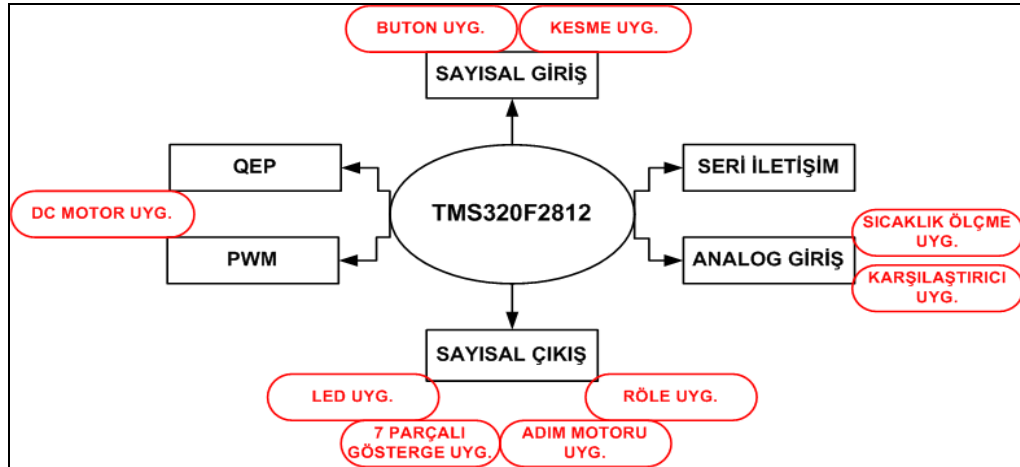 BUTON UYG.
KESME UYG.
SAYISAL GİRİŞ
QEP
SERİ İLETİŞİM
DC MOTOR UYG.
TMS320F2812
SICAKLIK ÖLÇME
UYG.
PWM
ANALOG GİRİŞ
KARŞILAŞTIRICI
UYG.
SAYISAL ÇIKIŞ
LED UYG.
RÖLE UYG.
7 PARÇALI
GÖSTERGE UYG.
ADIM MOTORU
UYG.